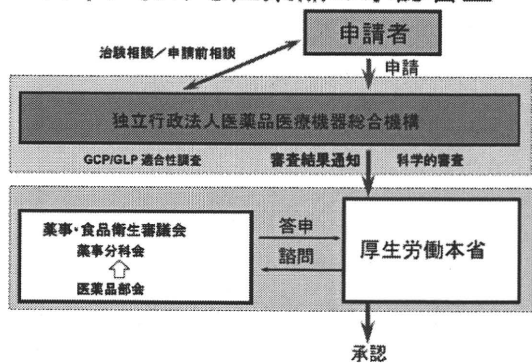 申請者
治験相談/申請前相談
申請
独立行政法人医薬品医療機器総合機構
GCP/GLP 適合性調査
審査結果通知
科学的審査
薬事・食品衛生審議会
薬事分科会
医薬品部会
答申
諮問
厚生労働本省
承認